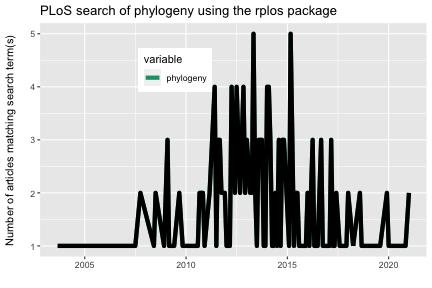 PLoS search of phylogeny using the rplos package
Number of articles matching search term(s)
5
4
3
2
1
variable
phylogeny
2005 2010 2015 2020